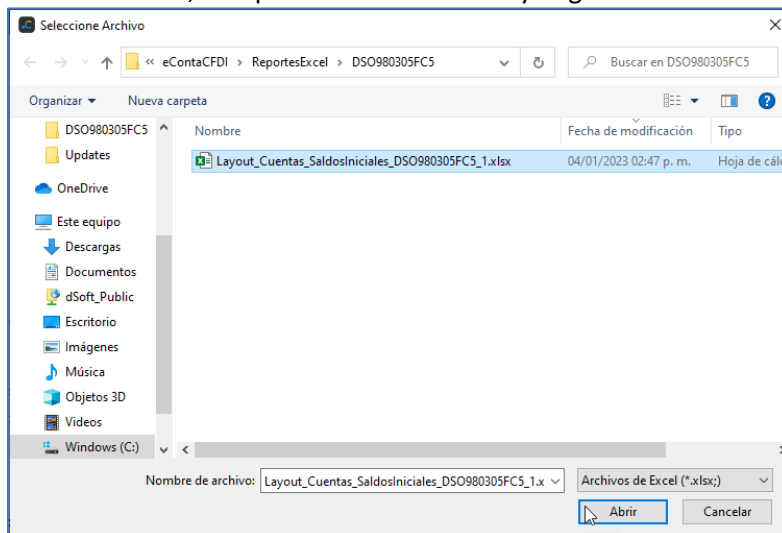 Seleccione Archivo
« eContaCFDI › ReportesExcel › DSO980305FC5
Buscar en DSO980305FC5
Organizar Nueva carpeta
DSO980305FC5
Updates
OneDrive
Este equipo
Descargas
Documentos
dSoft_Public
Escritorio
Imágenes
Música
Objetos 3D
Videos
Windows (C:)
Nombre Fecha de modificación Tipo
Layout_Cuentas_SaldosIniciales_DSO980305FC5_1.xlsx 04/01/2023 02:47 p. m. Hoja de cál
Nombre de archivo: Layout_Cuentas_SaldosIniciales_DSO980305FC5_1.x Archivos de Excel (*.xlsx;)
Abrir Cancelar